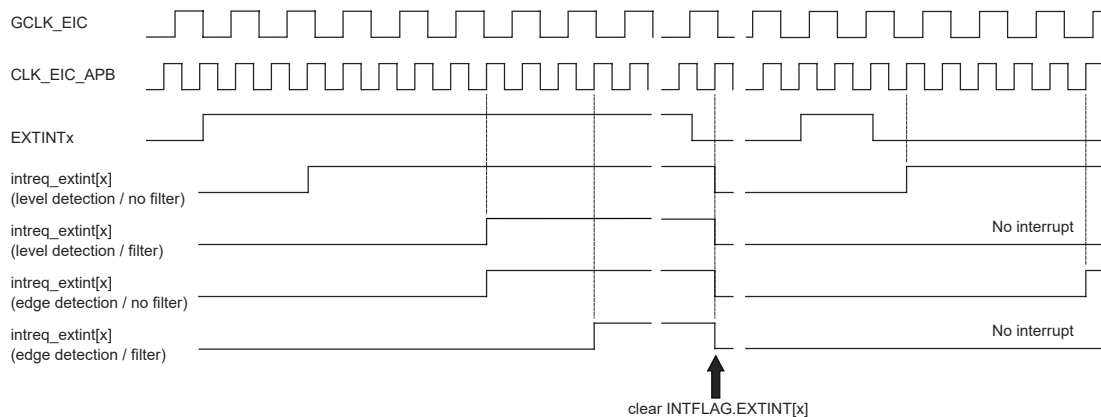 GCLK_EIC
CLK_EIC_APB
EXTINTx
intreq_extint[x]
(level detection / no filter)
intreq_extint[x]
(level detection / filter)
No interrupt
intreq_extint[x]
(edge detection / no filter)
intreq_extint[x]
(edge detection / filter)
No interrupt
clear INTFLAG.EXTINT[x]